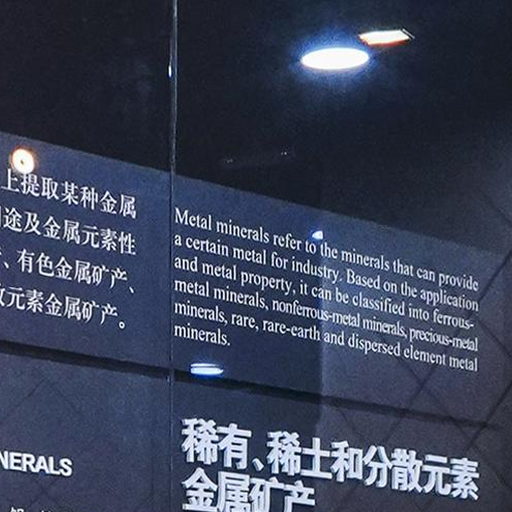 上提取某种金属
途及金属元素性
、有色金属矿产、
元素金属矿产。
Metal minerals refer to the minerals that can provide
a certain metal for industry. Based on the application
and metal property, it can be classified into ferrous-
metal minerals, nonferrous-metal minerals, precious-metal
minerals, rare, rare-earth and dispersed element metal
minerals.
NERALS
稀有、稀土和分散元素
金属矿产